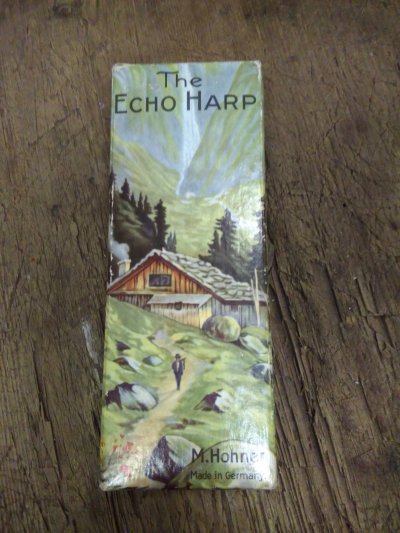 The
ECHO HARP
M. Hohner
Made in Germany